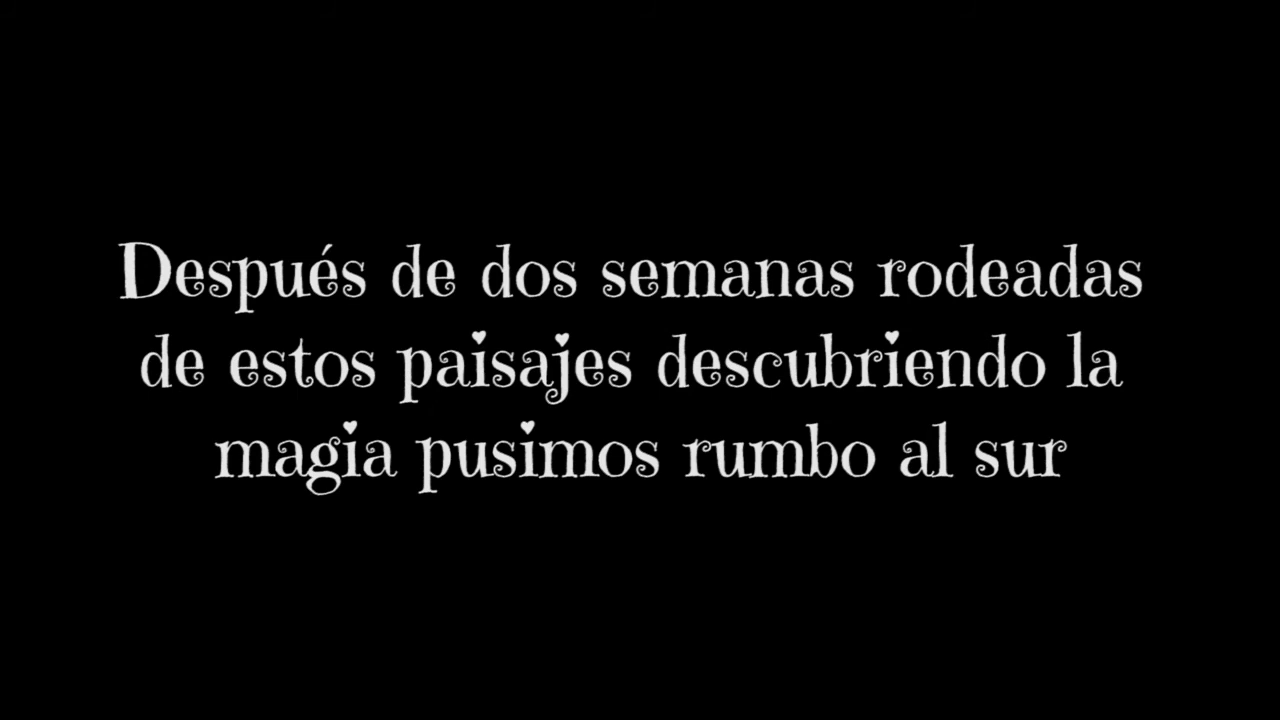 Después de dos semanas rodeadas
de estos paisajes descubriendo la
magia pusimos rumbo al sur